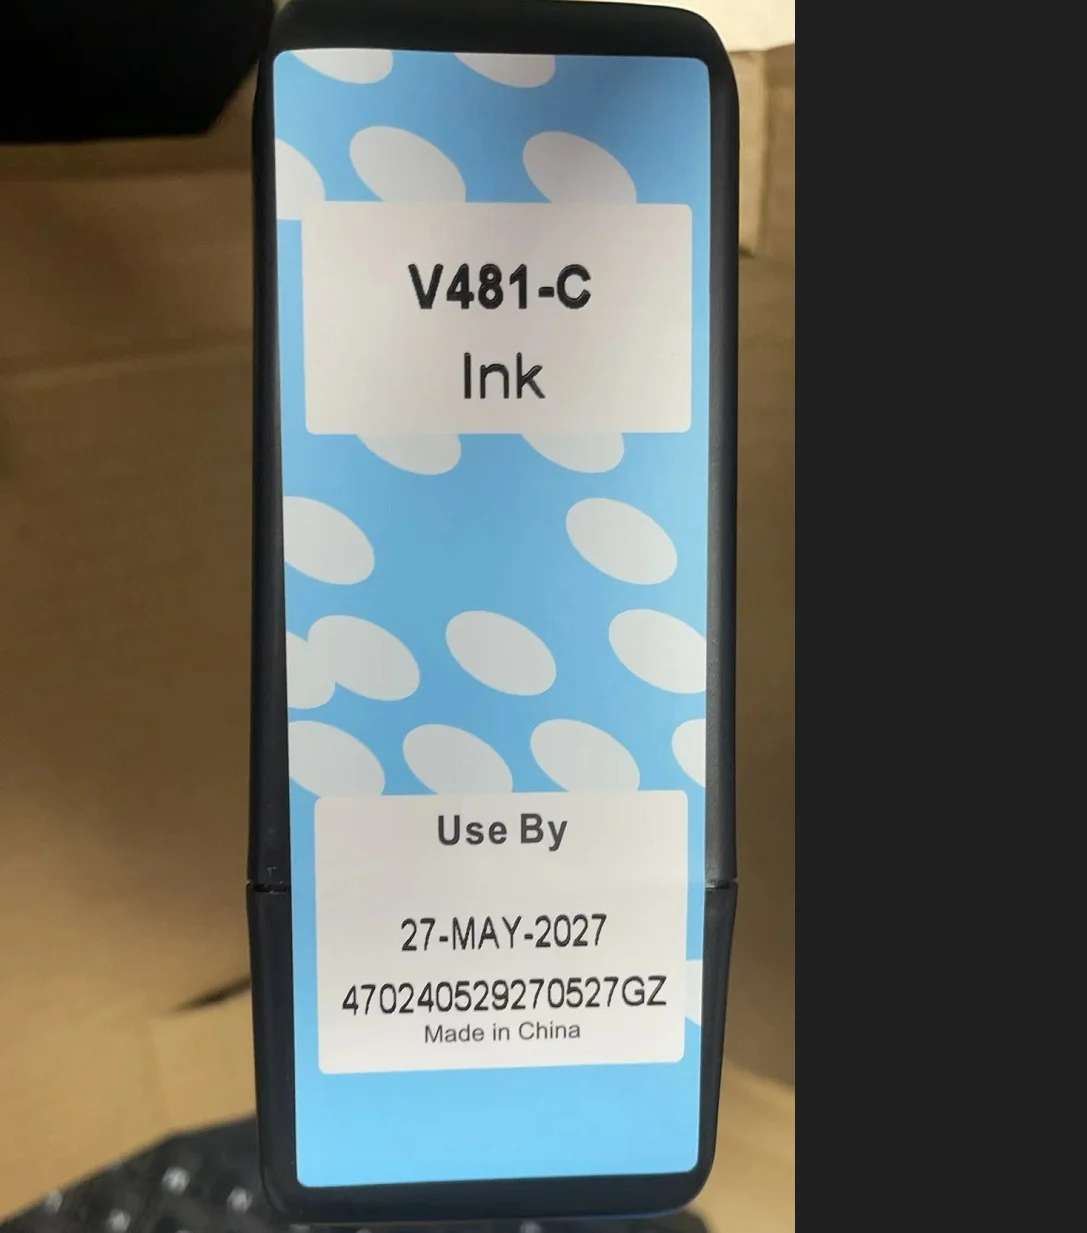 V481-C
Ink
Use By
27-MAY-2027
470240529270527GZ
Made in China